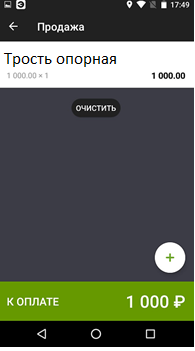 17:49
Продажа
Трость опорная
1 000.00 × 1 1 000.00
ОЧИСТИТЬ
+
К ОПЛАТЕ 1 000 ₽